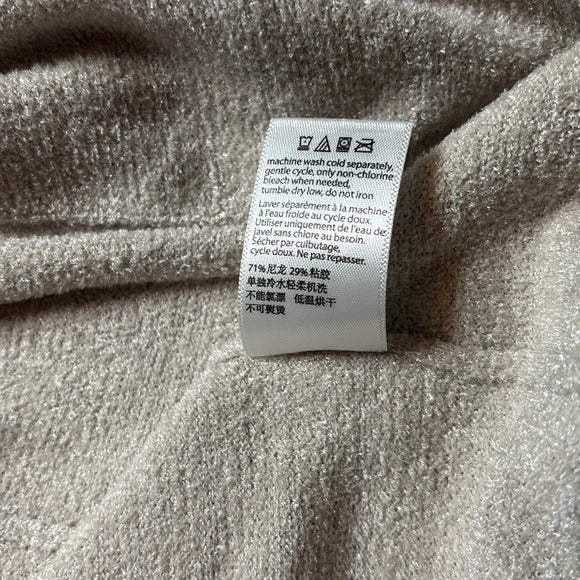 machine wash cold separately,
gentle cycle, only non-chlorine
bleach when needed,
tumble dry low, do not iron
Laver séparément à la machine
à l'eau froide au cycle doux.
Utiliser uniquement de l'eau de
javel sans chlore au besoin.
Sécher par culbutage,
cycle doux. Ne pas repasser.
71%尼龙 29%粘胶
单独冷水轻柔机洗
不能氯漂 低温烘干
不可熨烫